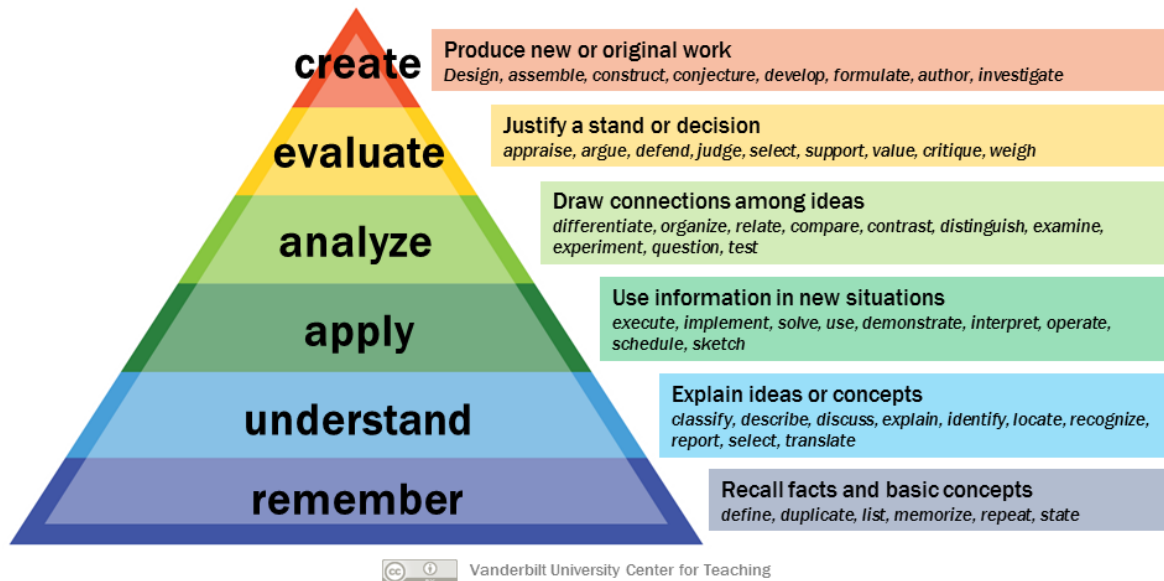 create
Produce new or original work
Design, assemble, construct, conjecture, develop, formulate, author, investigate
evaluate
Justify a stand or decision
appraise, argue, defend, judge, select, support, value, critique, weigh
analyze
Draw connections among ideas
differentiate, organize, relate, compare, contrast, distinguish, examine,
experiment, question, test
apply
Use information in new situations
execute, implement, solve, use, demonstrate, interpret, operate,
schedule, sketch
understand
Explain ideas or concepts
classify, describe, discuss, explain, identify, locate, recognize,
report, select, translate
remember
Recall facts and basic concepts
define, duplicate, list, memorize, repeat, state
cc
Vanderbilt University Center for Teaching